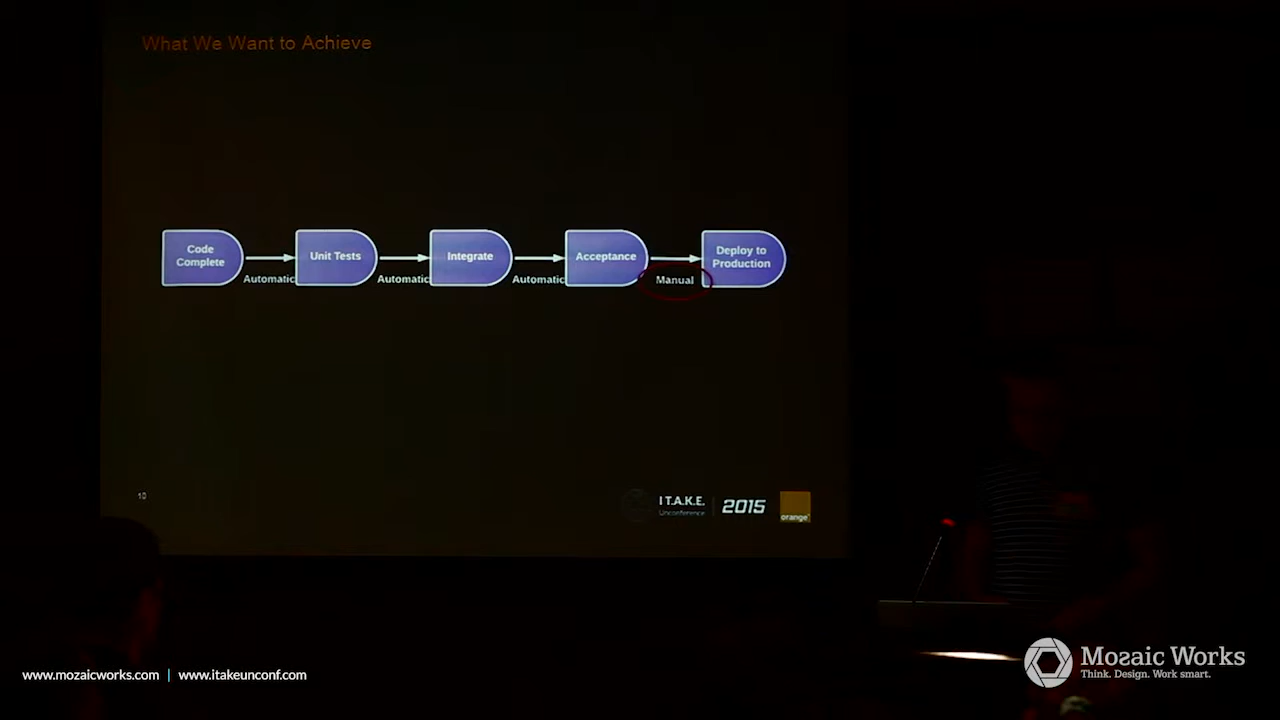 What We Want to Achieve
Code
Complete
Automatic
Unit Tests
Automatic
Integrate
Automatic
Acceptance
Manual
Deploy to
Production
10
I T.A.K.E.
Unconference
2015
orange
www.mozaicworks.com | www.itakeunconf.com
Mozaic Works
Think. Design. Work smart.